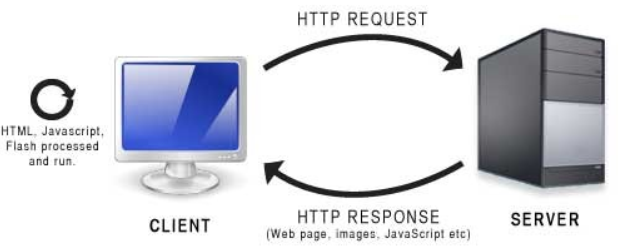 HTTP REQUEST
HTML, Javascript,
Flash processed
and run.
CLIENT
HTTP RESPONSE
(Web page, images, JavaScript etc)
SERVER